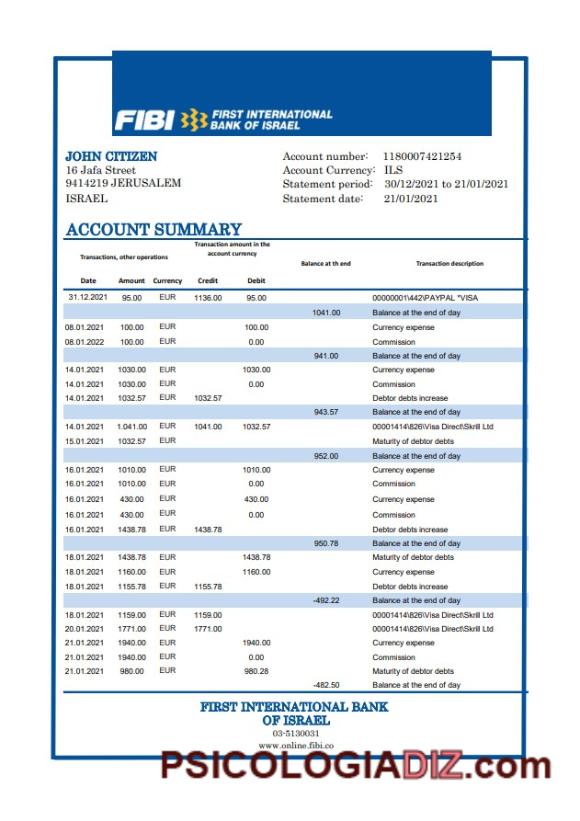 FIBI FIRST INTERNATIONAL
BANK OF ISRAEL
JOHN CITIZEN
16 Jafa Street
9414219 JERUSALEM
ISRAEL
Account number: 1180007421254
Account Currency: ILS
Statement period: 30/12/2021 to 21/01/2021
Statement date: 21/01/2021
ACCOUNT SUMMARY
Transactions, other operations
Transaction amount in the
account currency
Balance at th end
Transaction description
Date Amount Currency Credit Debit
31.12.2021 95.00 EUR 1136.00 95.00 00000001\442\PAYPAL "VISA
1041.00 Balance at the end of day
08.01.2021 100.00 EUR 100.00 Currency expense
08.01.2022 100.00 EUR 0.00 Commission
941.00 Balance at the end of day
14.01.2021 1030.00 EUR 1030.00 Currency expense
14.01.2021 1030.00 EUR 0.00 Commission
14.01.2021 1032.57 EUR 1032.57 Debtor debts increase
943.57 Balance at the end of day
14.01.2021 1.041.00 EUR 1041.00 1032.57 00001414\826\Visa Direct\Skrill Ltd
15.01.2021 1032.57 EUR Maturity of debtor debts
952.00 Balance at the end of day
16.01.2021 1010.00 EUR 1010.00 Currency expense
16.01.2021 1010.00 EUR 0.00 Commission
16.01.2021 430.00 EUR 430.00 Currency expense
16.01.2021 430.00 EUR 0.00 Commission
16.01.2021 1438.78 EUR 1438.78 Debtor debts increase
950.78 Balance at the end of day
18.01.2021 1438.78 EUR 1438.78 Maturity of debtor debts
18.01.2021 1160.00 EUR 1160.00 Currency expense
18.01.2021 1155.78 EUR 1155.78 Debtor debts increase
-492.22 Balance at the end of day
18.01.2021 1159.00 EUR 1159.00 00001414\826\Visa Direct\Skrill Ltd
20.01.2021 1771.00 EUR 1771.00 00001414\826\Visa Direct\Skrill Ltd
21.01.2021 1940.00 EUR 1940.00 Currency expense
21.01.2021 1940.00 EUR 0.00 Commission
21.01.2021 980.00 EUR 980.28 Maturity of debtor debts
-482.50 Balance at the end of day
FIRST INTERNATIONAL BANK
OF ISRAEL
03-5130031
www.online.fibi.co
PSICOLOGIADIZ.com